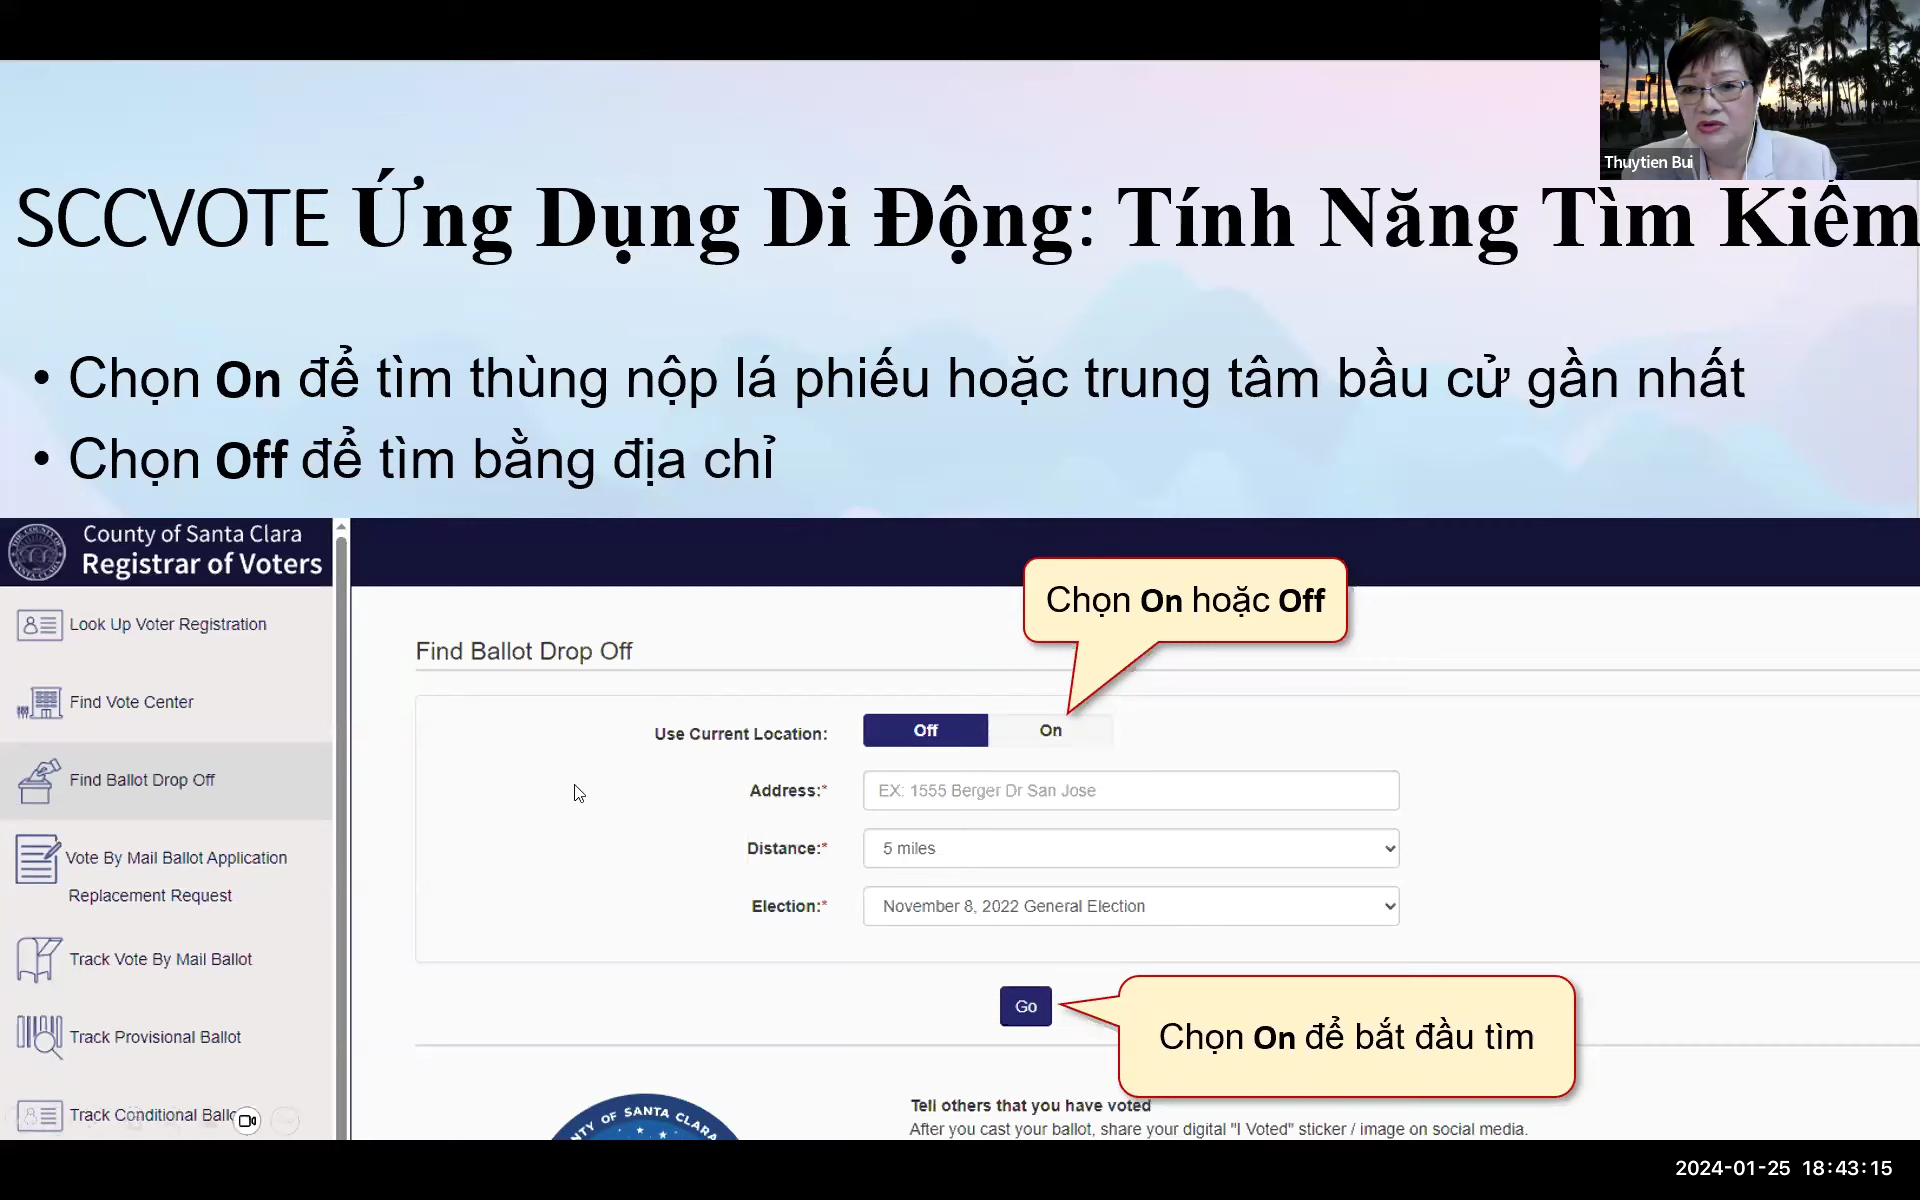 Thuytien Bui
SCCVOTE Ứng Dụng Di Động: Tính Năng Tìm Kiếm
• Chọn On để tìm thùng nộp lá phiếu hoặc trung tâm bầu cử gần nhất
• Chọn Off để tìm bằng địa chỉ
County of Santa Clara
Registrar of Voters
Look Up Voter Registration
Find Vote Center
Find Ballot Drop Off
Vote By Mail Ballot Application
Replacement Request
Track Vote By Mail Ballot
Track Provisional Ballot
Track Conditional Ballo
Chọn On hoặc Off
Find Ballot Drop Off
Use Current Location: Off On
Address:* EX: 1555 Berger Dr San Jose
Distance:* 5 miles
Election:* November 8, 2022 General Election
Go
Chọn On để bắt đầu tìm
NTY OF SANTA CLARA
Tell others that you have voted
After you cast your ballot, share your digital "I Voted" sticker / image on social media.
2024-01-25 18:43:15